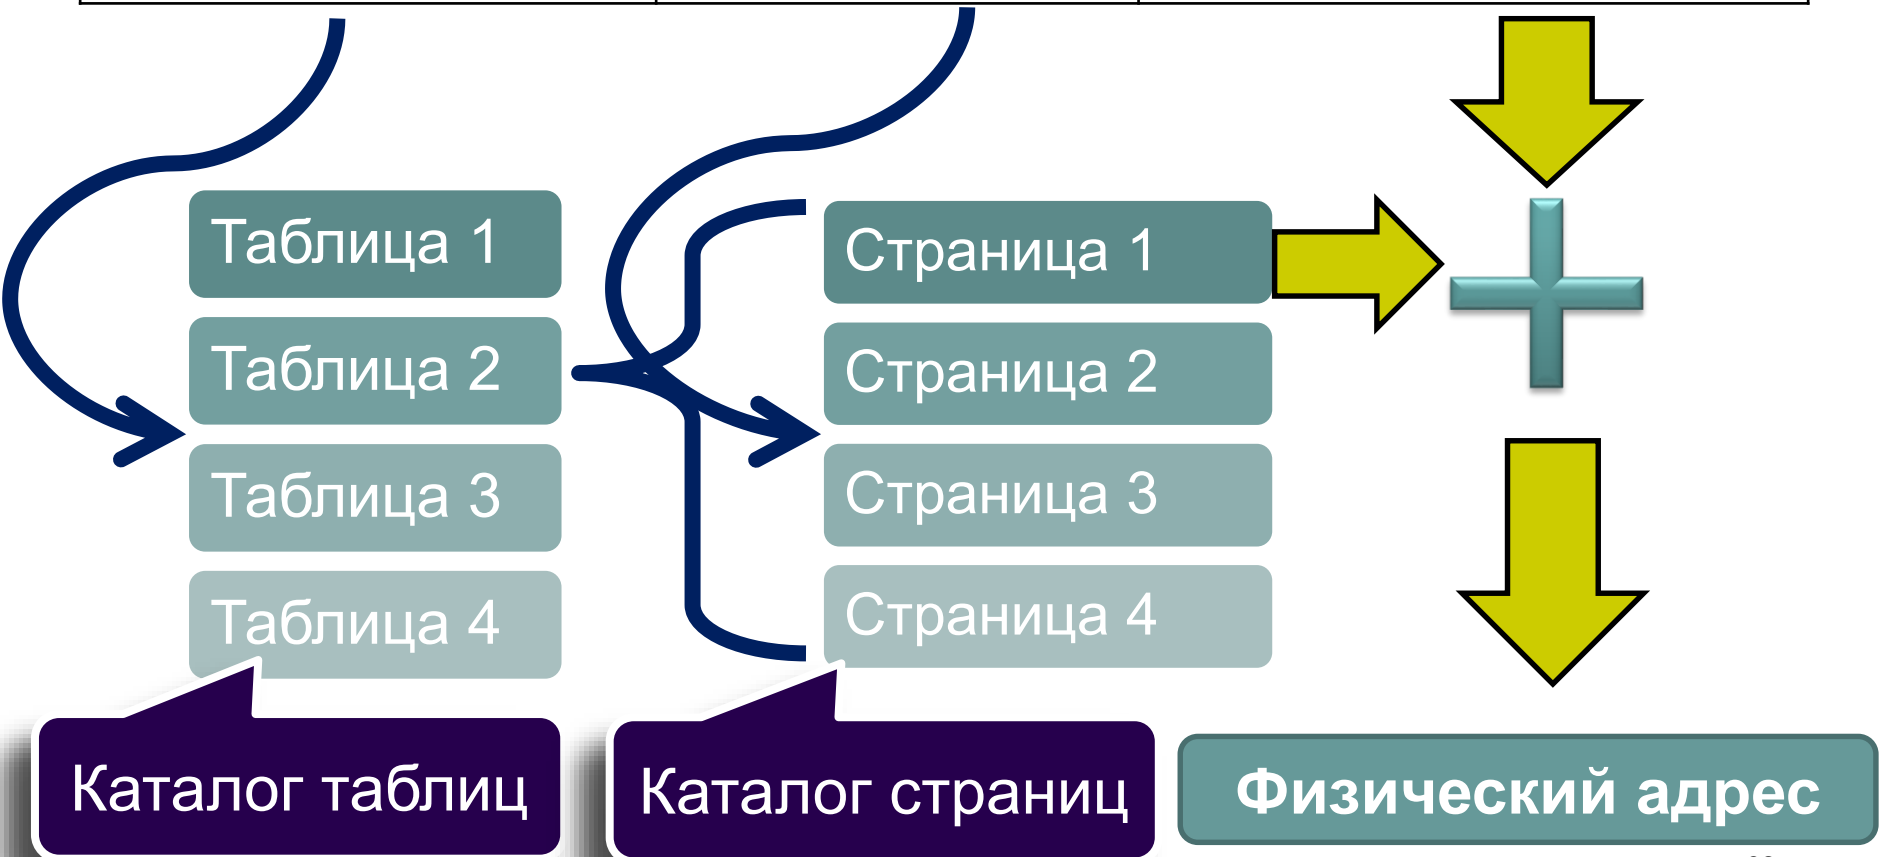 Таблица 1
Таблица 2
Таблица 3
Таблица 4
Страница 1
Страница 2
Страница 3
Страница 4
Каталог таблиц
Каталог страниц
Физический адрес